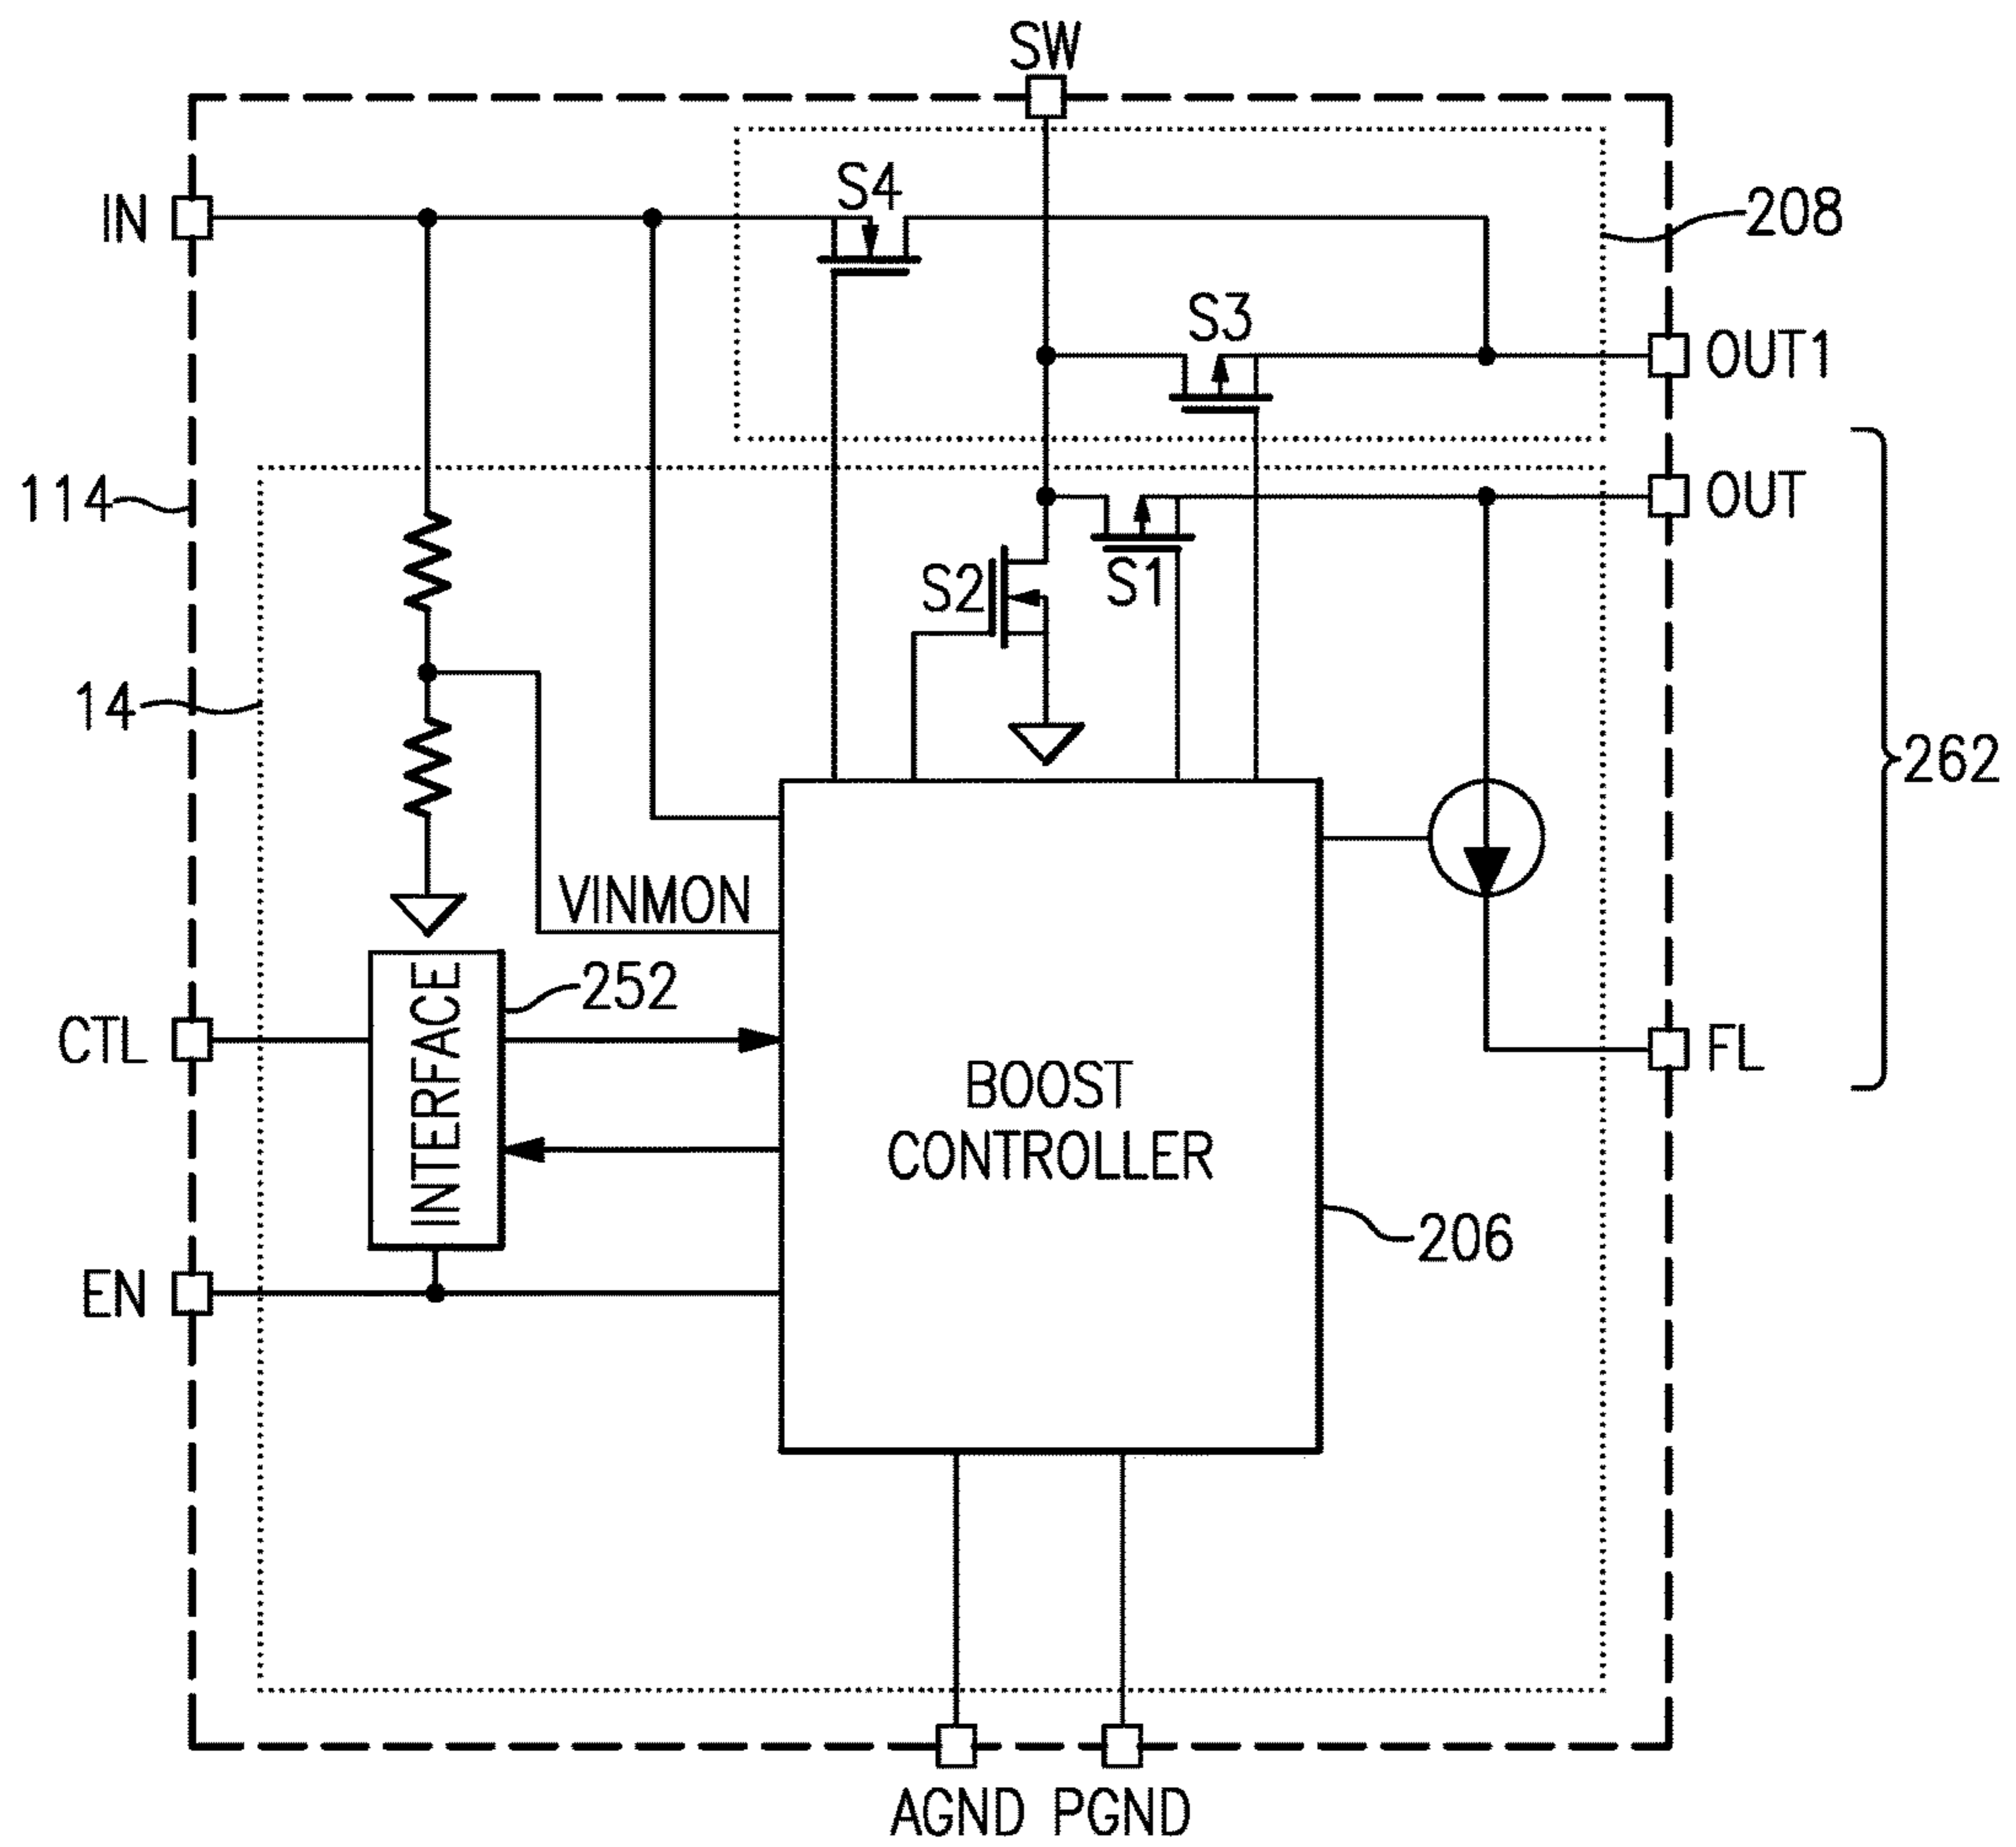 SW
IN
S4
208
S3
OUT1
114
OUT
S2
S1
14
262
VINMON
252
CTL
INTERFACE
FL
BOOST
CONTROLLER
206
EN
AGND PGND